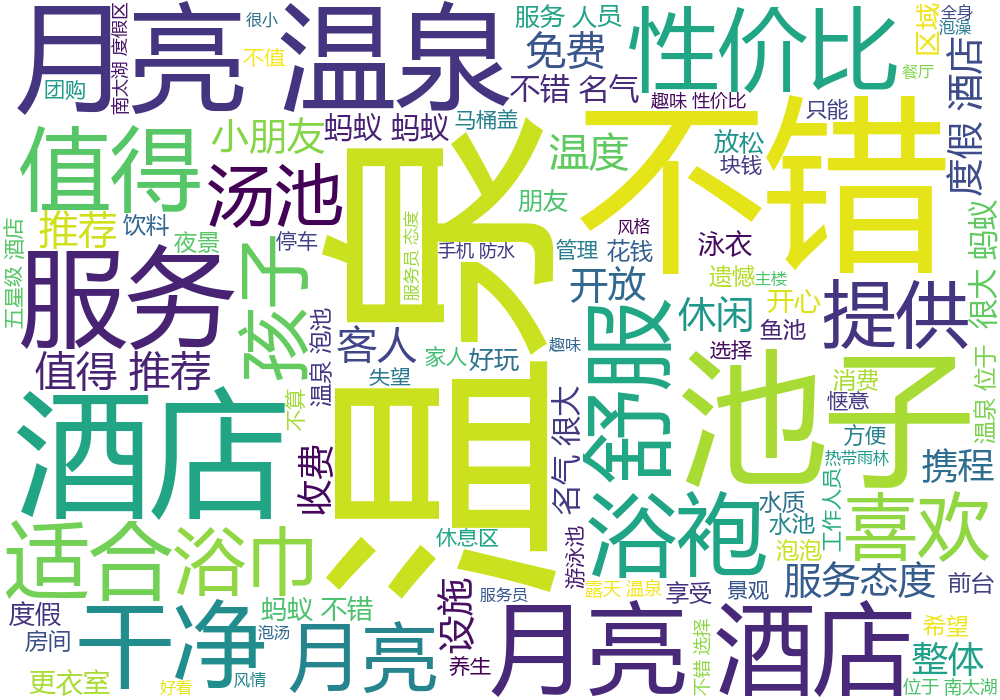 月亮 温泉
很小
不值
南太湖 度假区
团购
服务 人员
免费
不错 名气
性价比
区域
全身
泡澡
酒店
餐厅
度假 酒店
趣味 性价比
只能
值得
小朋友
蚂蚁 蚂蚁
马桶盖
温度
放松
块钱
不错
汤池
推荐
饮料
夜景
停车
朋友
风格
手机 防水
管理
花钱
泳衣
服务员 态度
温泉
蚂蚁
很大
五星级 酒店
服务
孩子
温泉 泡池
客人
开放
遗憾
主楼
开心
休闲
鱼池
提供
值得 推荐
失望
家人
好玩
趣味
选择
舒服
池子
消费
惬意
方便
热带雨林
温泉 位于
酒店
不算
收费
名气 很大
携程
工作人员
适合
浴巾
休息区
游泳池
浴袍
水质
水池
泡泡
喜欢
度假
房间
干净
蚂蚁 不错
泡汤
设施
服务员
露天 温泉
享受
景观
服务态度
前台
更衣室
好看
风情
月亮
养生
月亮 酒店
不错 选择
希望
整体
位于 南太湖